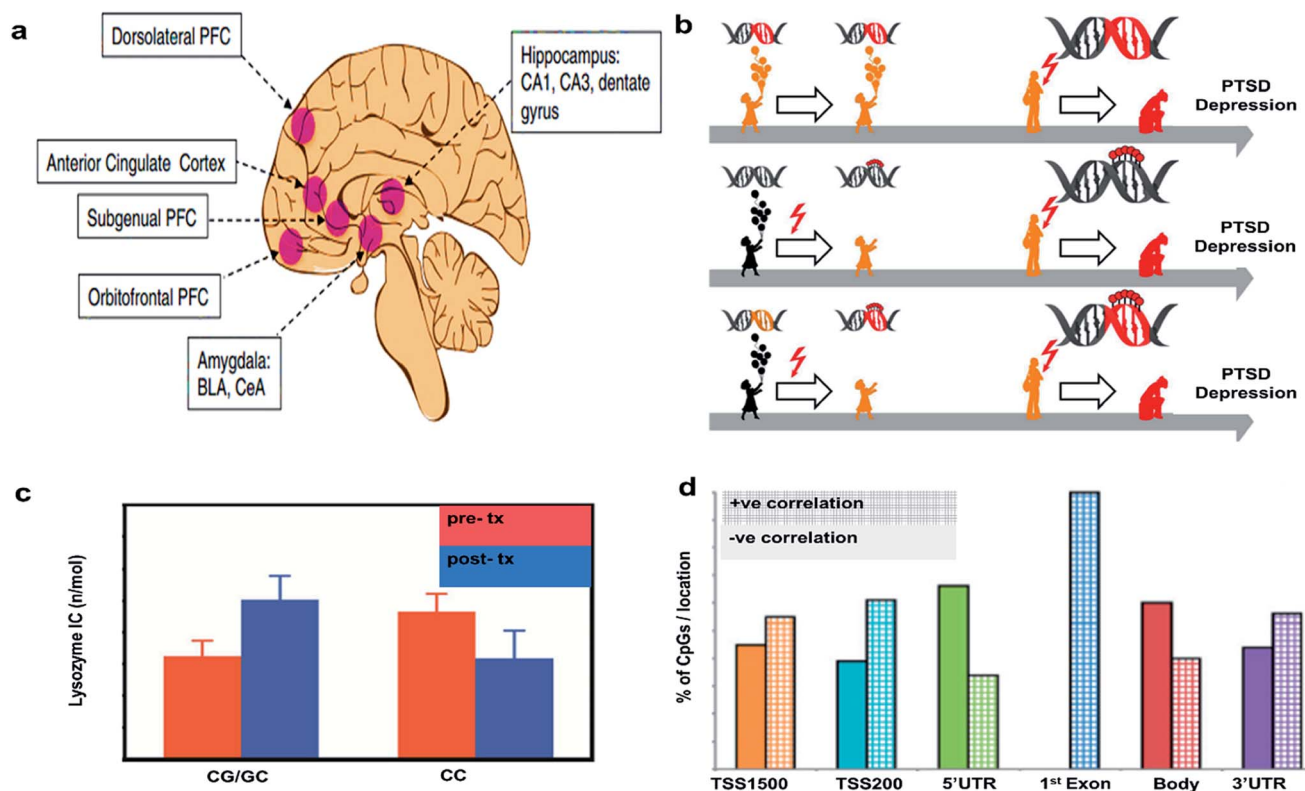 a
Dorsolateral PFC
Anterior Cingulate Cortex
Subgenual PFC
Orbitofrontal PFC
Amygdala:
BLA, CeA
Hippocampus:
CA1, CA3, dentate
gyrus
b
PTSD
Depression
PTSD
Depression
PTSD
Depression
c
pre- tx
post- tx
Lysozyme IC (n/mol)
CG/GC
CC
d
+ve correlation
-ve correlation
% of CpGs / location
TSS1500
TSS200
5'UTR
1st Exon
Body
3'UTR